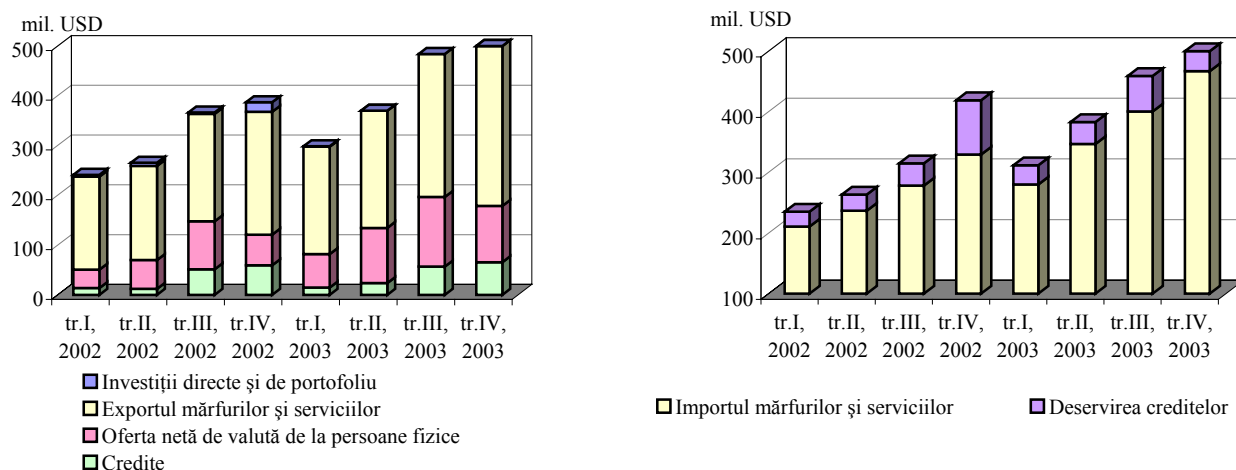 mil. USD
500
400
300
200
100
0
tr.I, tr.II, tr.III, tr.IV, tr.I, tr.II, tr.III, tr.IV,
2002 2002 2002 2002 2003 2003 2003 2003
Investiții directe și de portofoliu
Exportul mărfurilor și serviciilor
Oferta netă de valută de la persoane fizice
Credite
mil. USD
500
400
300
200
100
tr.I, tr.II, tr.III, tr.IV, tr.I, tr.II, tr.III, tr.IV,
2002 2002 2002 2002 2003 2003 2003 2003
Importul mărfurilor și serviciilor Deservirea creditelor